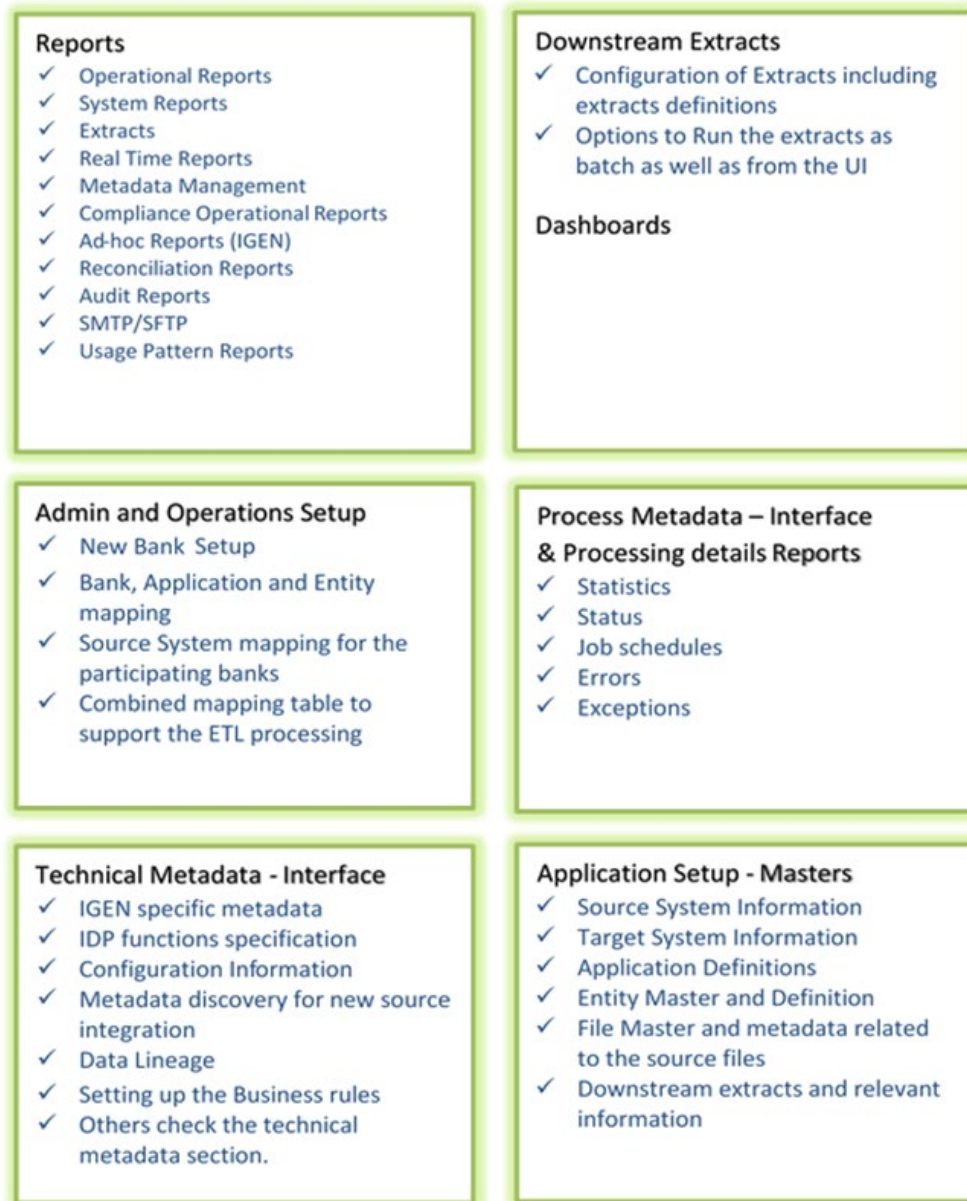 Reports
✓ Operational Reports
✓ System Reports
✓ Extracts
✓ Real Time Reports
✓ Metadata Management
✓ Compliance Operational Reports
✓ Ad-hoc Reports (IGEN)
✓ Reconciliation Reports
✓ Audit Reports
✓ SMTP/SFTP
✓ Usage Pattern Reports
Downstream Extracts
✓ Configuration of Extracts including
extracts definitions
✓ Options to Run the extracts as
batch as well as from the UI
Dashboards
Admin and Operations Setup
✓ New Bank Setup
✓ Bank, Application and Entity
mapping
✓ Source System mapping for the
participating banks
✓ Combined mapping table to
support the ETL processing
Process Metadata – Interface
& Processing details Reports
✓ Statistics
✓ Status
✓ Job schedules
✓ Errors
✓ Exceptions
Technical Metadata - Interface
✓ IGEN specific metadata
✓ IDP functions specification
✓ Configuration Information
✓ Metadata discovery for new source
integration
✓ Data Lineage
✓ Setting up the Business rules
✓ Others check the technical
metadata section.
Application Setup - Masters
✓ Source System Information
✓ Target System Information
✓ Application Definitions
✓ Entity Master and Definition
✓ File Master and metadata related
to the source files
✓ Downstream extracts and relevant
information